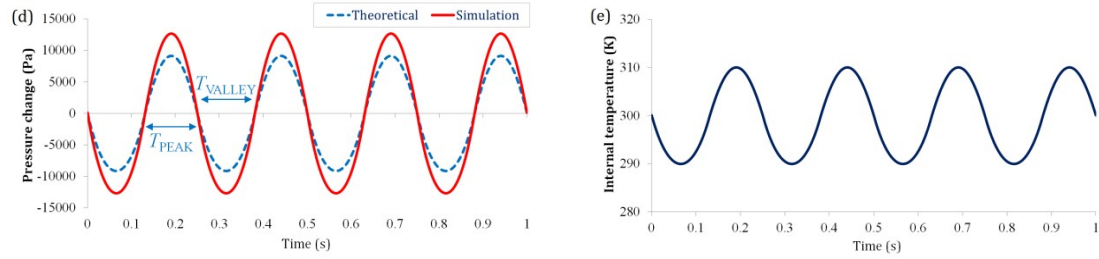 (d)
Theoretical Simulation
Pressure change (Pa)
15000
10000
5000
0
-5000
-10000
-15000
T VALLEY
T PEAK
0 0.1 0.2 0.3 0.4 0.5 0.6 0.7 0.8 0.9 1
Time (s)
(e)
Internal temperature (K)
320
310
300
290
280
0 0.1 0.2 0.3 0.4 0.5 0.6 0.7 0.8 0.9 1
Time (s)